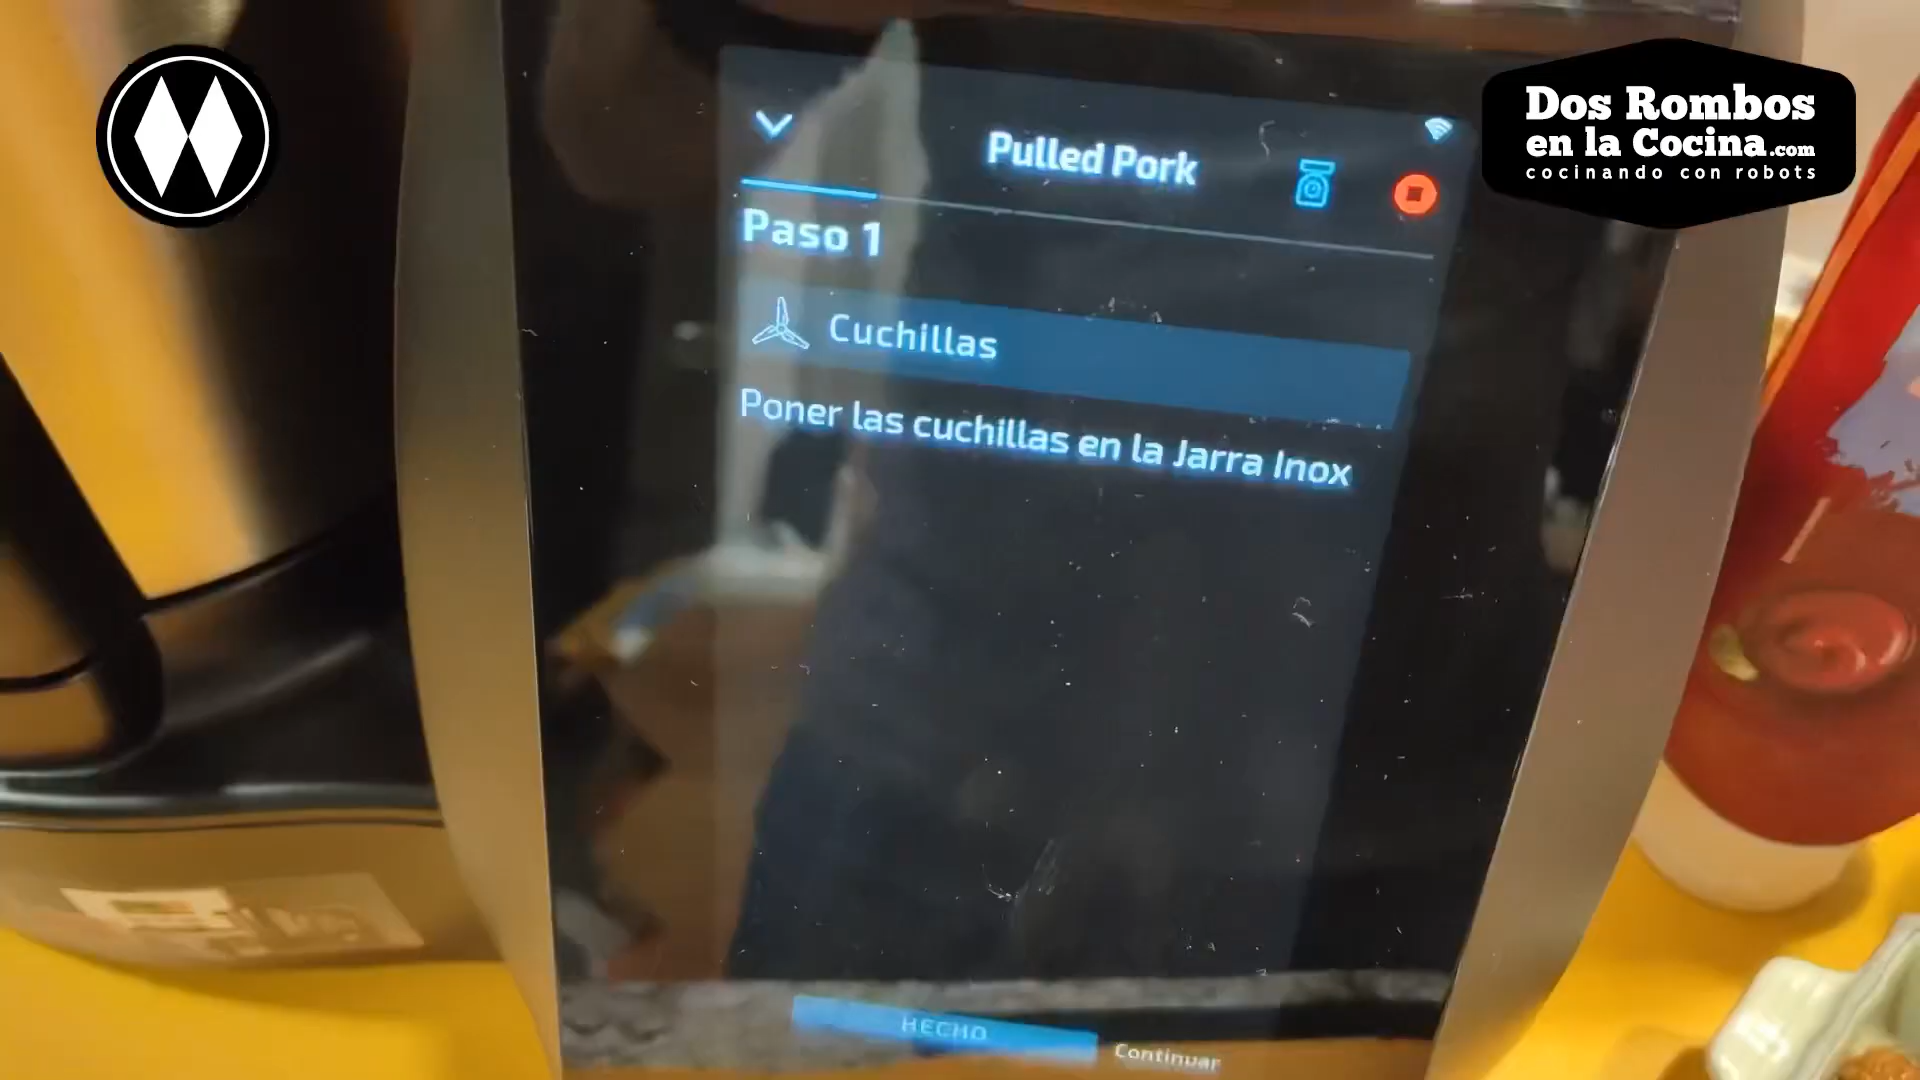 Dos Rombos
en la Cocina.com
cocinando con robots
Pulled Pork
Paso 1
Cuchillas
Poner las cuchillas en la Jarra Inox
HECHO
Continuar